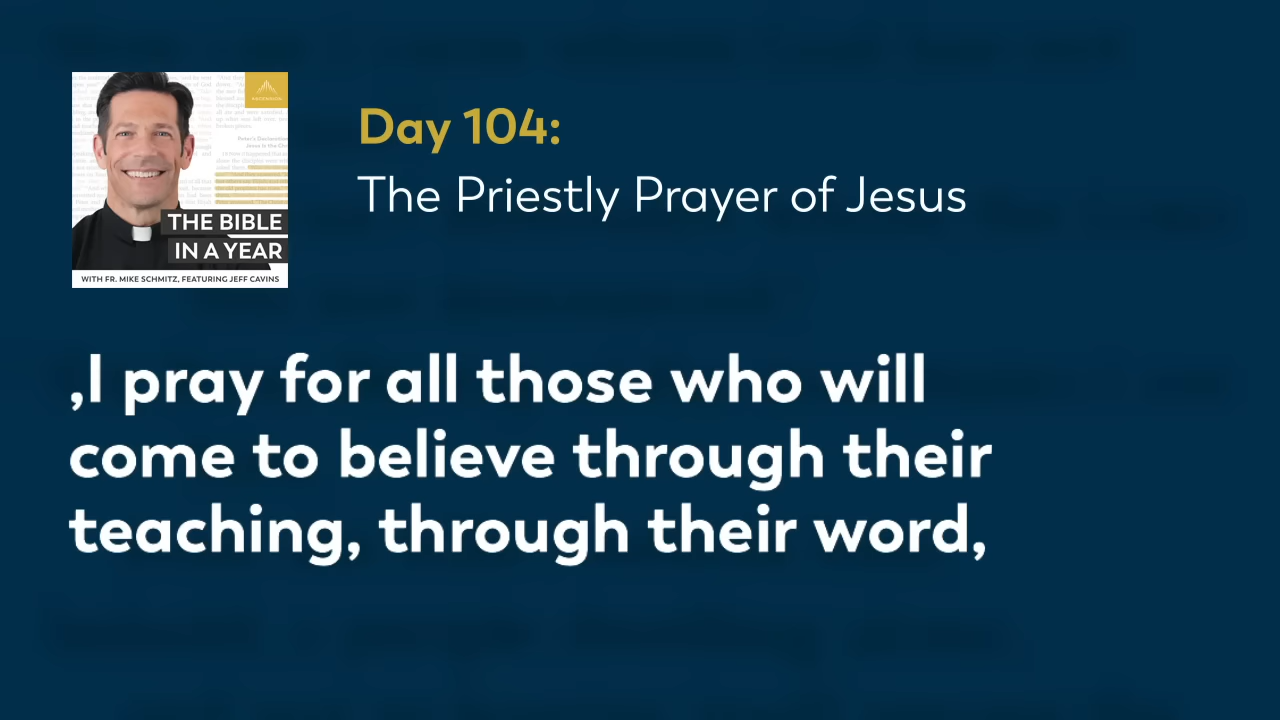 Day 104:
The Priestly Prayer of Jesus
THE BIBLE
IN A YEAR
WITH FR. MIKE SCHMITZ, FEATURING JEFF CAVINS
,I pray for all those who will
come to believe through their
teaching, through their word,